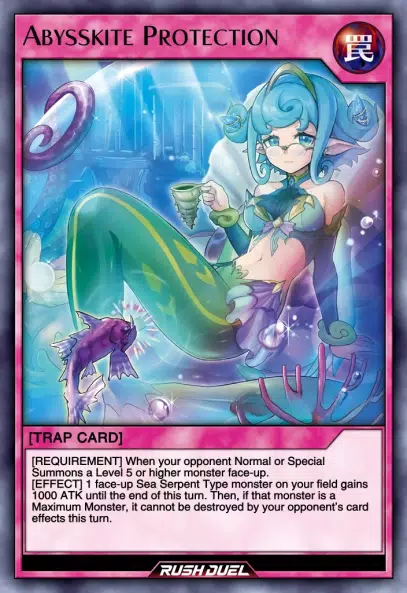 Abysskite Protection
罠
[TRAP CARD]
[REQUIREMENT] When your opponent Normal or Special
Summons a Level 5 or higher monster face-up.
[EFFECT] 1 face-up Sea Serpent Type monster on your field gains
1000 ATK until the end of this turn. Then, if that monster is a
Maximum Monster, it cannot be destroyed by your opponent's card
effects this turn.
RUSH DUEL